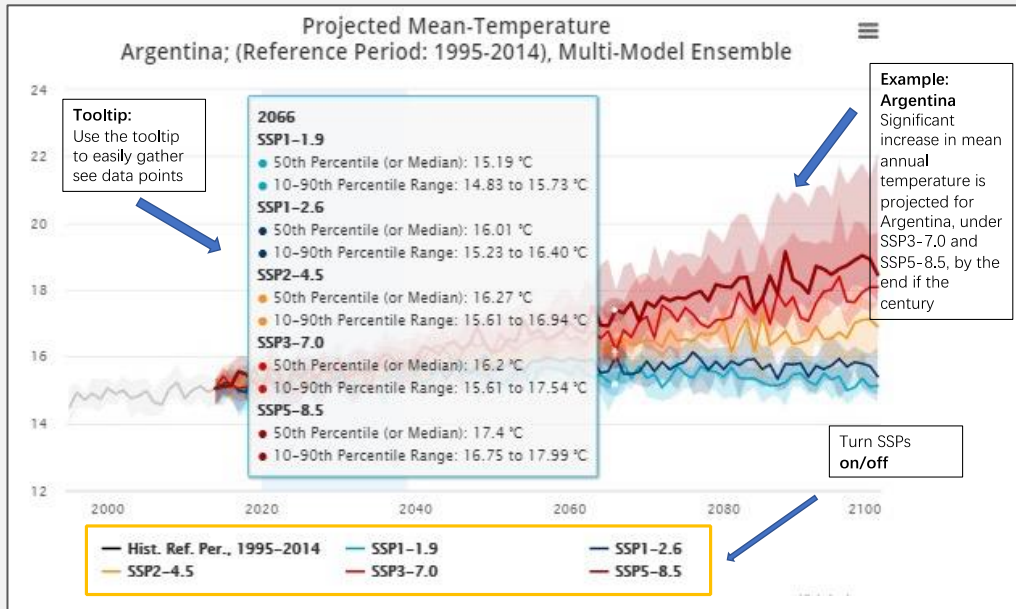 Projected Mean-Temperature
Argentina; (Reference Period: 1995-2014), Multi-Model Ensemble
24
22
20
18
16
14
12
Tooltip:
Use the tooltip
to easily gather
see data points
2066
SSP1-1.9
● 50th Percentile (or Median): 15.19 °C
● 10-90th Percentile Range: 14.83 to 15.73 °C
SSP1-2.6
● 50th Percentile (or Median): 16.01 °C
● 10-90th Percentile Range: 15.23 to 16.40 °C
SSP2-4.5
● 50th Percentile (or Median): 16.27 °C
● 10-90th Percentile Range: 15.61 to 16.94 °C
SSP3-7.0
● 50th Percentile (or Median): 16.2 °C
● 10-90th Percentile Range: 15.61 to 17.54 °C
SSP5-8.5
● 50th Percentile (or Median): 17.4 °C
● 10-90th Percentile Range: 16.75 to 17.99 °C
Example:
Argentina
Significant
increase in mean
annual
temperature is
projected for
Argentina, under
SSP3-7.0 and
SSP5-8.5, by the
end if the
century
Turn SSPs
on/off
2000 2020 2040 2060 2080 2100
Hist. Ref. Per., 1995-2014 SSP1-1.9 SSP1-2.6
SSP2-4.5 SSP3-7.0 SSP5-8.5